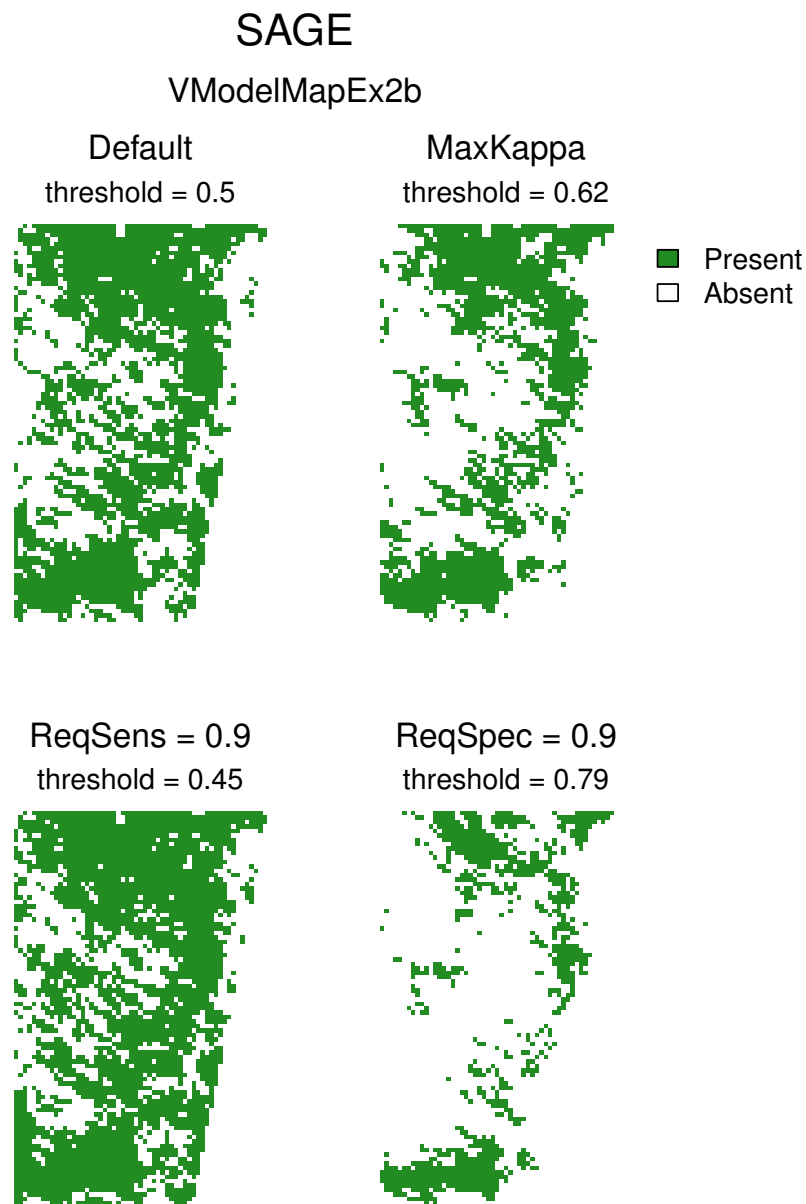 SAGE
VModelMapEx2b
Default
threshold = 0.5
MaxKappa
threshold = 0.62
Present
Absent
ReqSens = 0.9
threshold = 0.45
ReqSpec = 0.9
threshold = 0.79